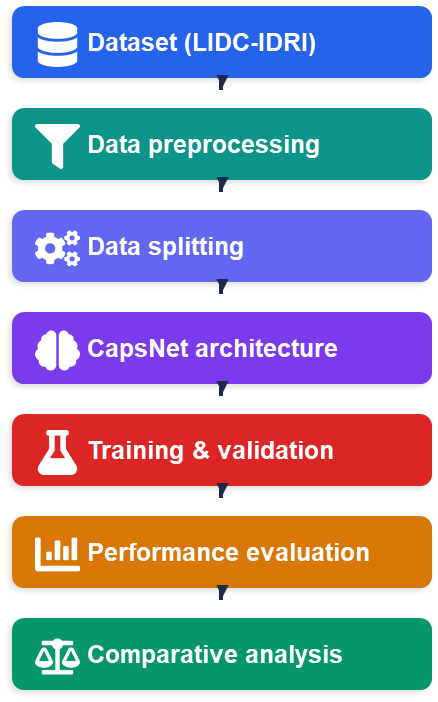 Dataset (LIDC-IDRI)
Data preprocessing
Data splitting
CapsNet architecture
Training & validation
Performance evaluation
Comparative analysis